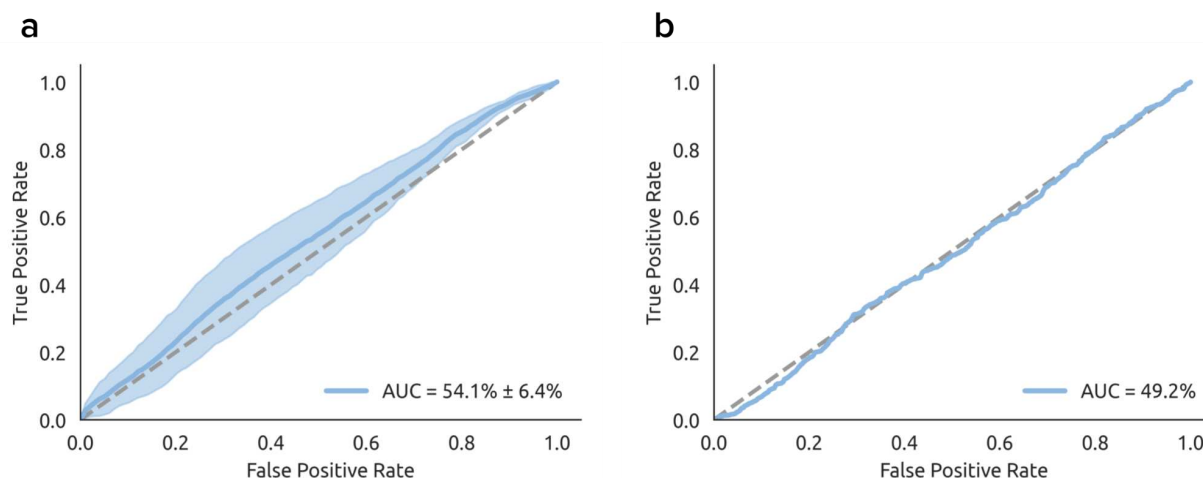 a
b
True Positive Rate
1.0
0.8
0.6
0.4
0.2
0.0
0.0 0.2 0.4 0.6 0.8 1.0
False Positive Rate
AUC = 54.1% ± 6.4%
True Positive Rate
1.0
0.8
0.6
0.4
0.2
0.0
0.0 0.2 0.4 0.6 0.8 1.0
False Positive Rate
AUC = 49.2%